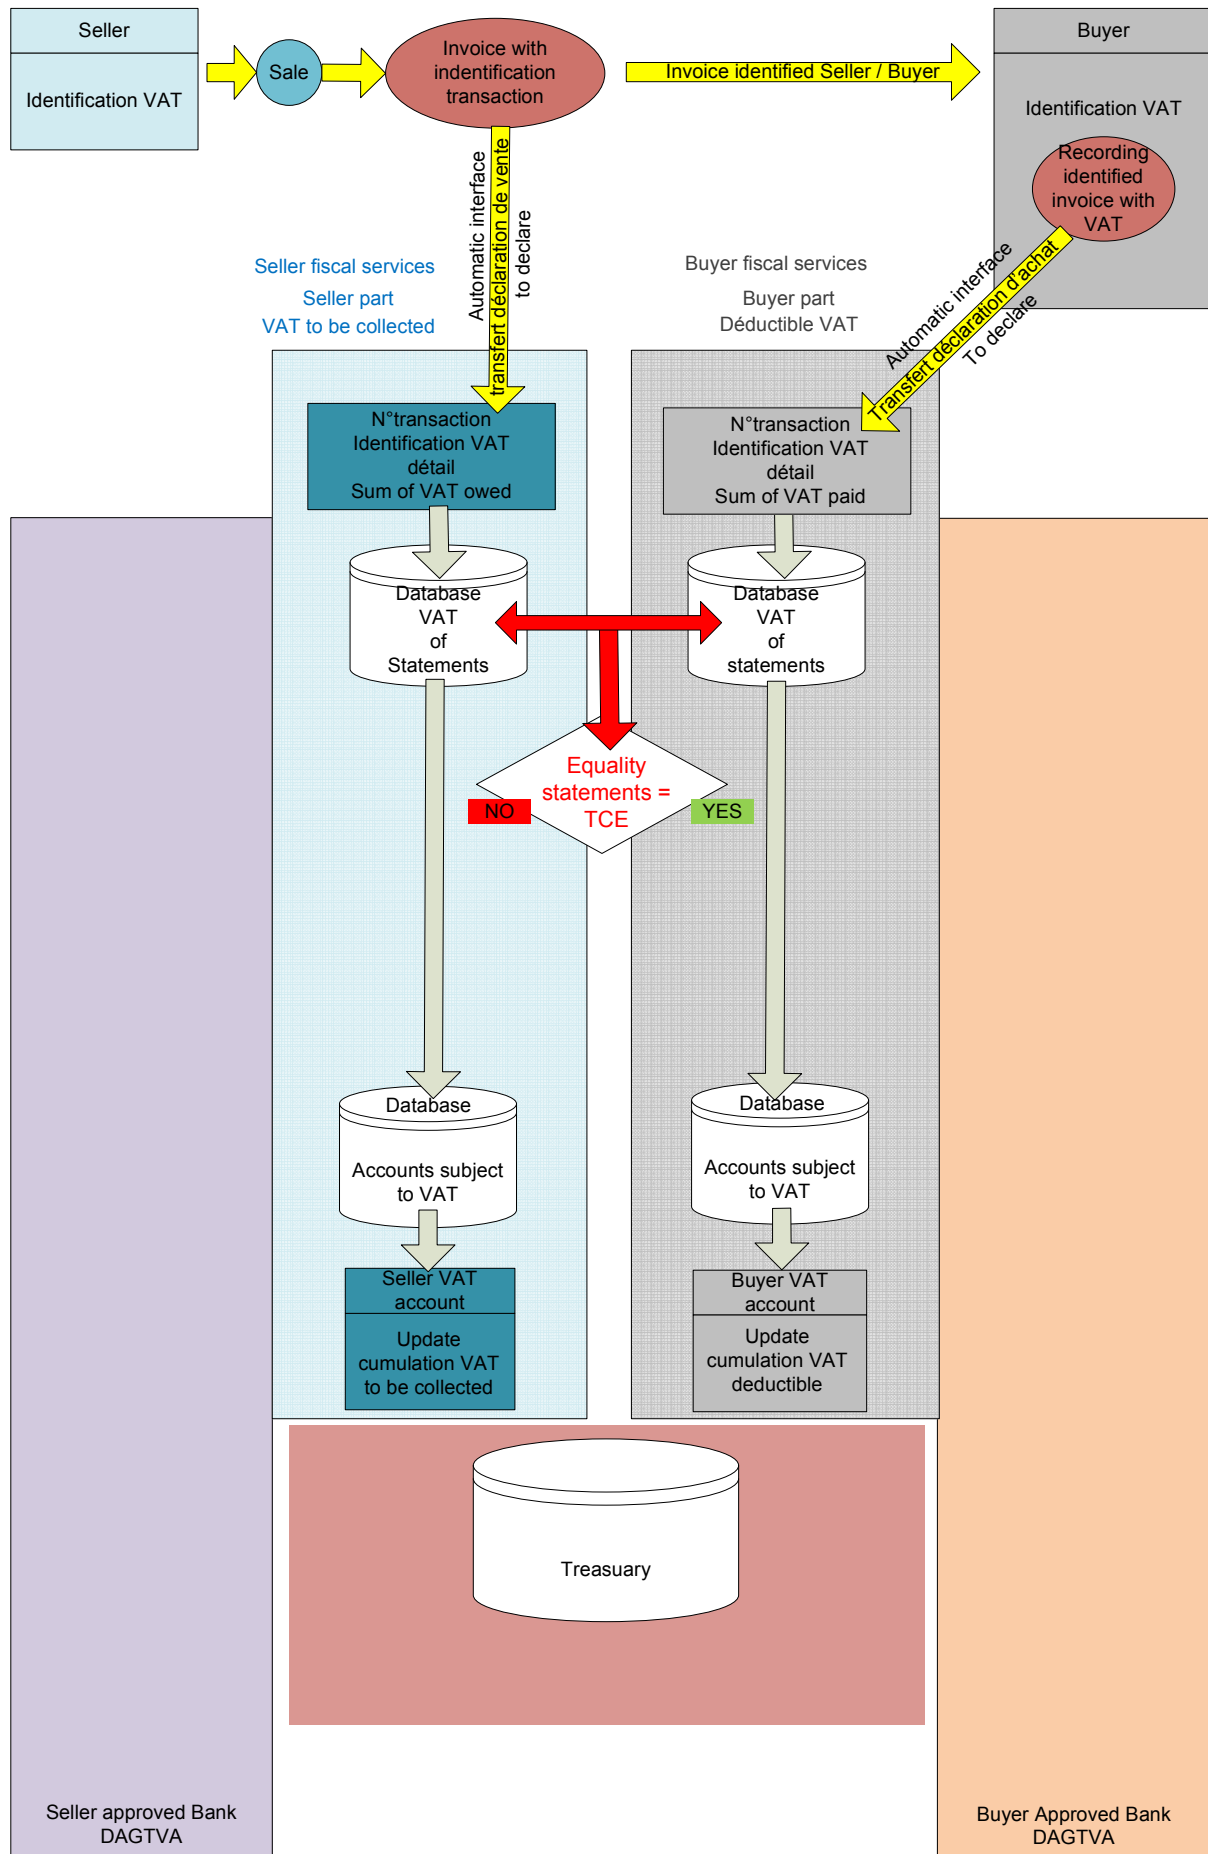 Seller
Identification VAT
Sale
Invoice with
indentification
transaction
Invoice identified Seller / Buyer
Buyer
Identification VAT
Recording
identified
invoice with
VAT
Automatic interface
transfert déclaration de vente
to declare
Automatic interface
Transfert déclaration d'achat
To declare
Seller fiscal services
Seller part
VAT to be collected
Buyer fiscal services
Buyer part
Déductible VAT
N°transaction
Identification VAT
détail
Sum of VAT owed
N°transaction
Identification VAT
détail
Sum of VAT paid
Database
VAT
of
Statements
Database
VAT
of
statements
Equality
statements =
TCE
NO
YES
Database
Accounts subject
to VAT
Database
Accounts subject
to VAT
Seller VAT
account
Update
cumulation VAT
to be collected
Buyer VAT
account
Update
cumulation VAT
deductible
Treasuary
Seller approved Bank
DAGTVA
Buyer Approved Bank
DAGTVA